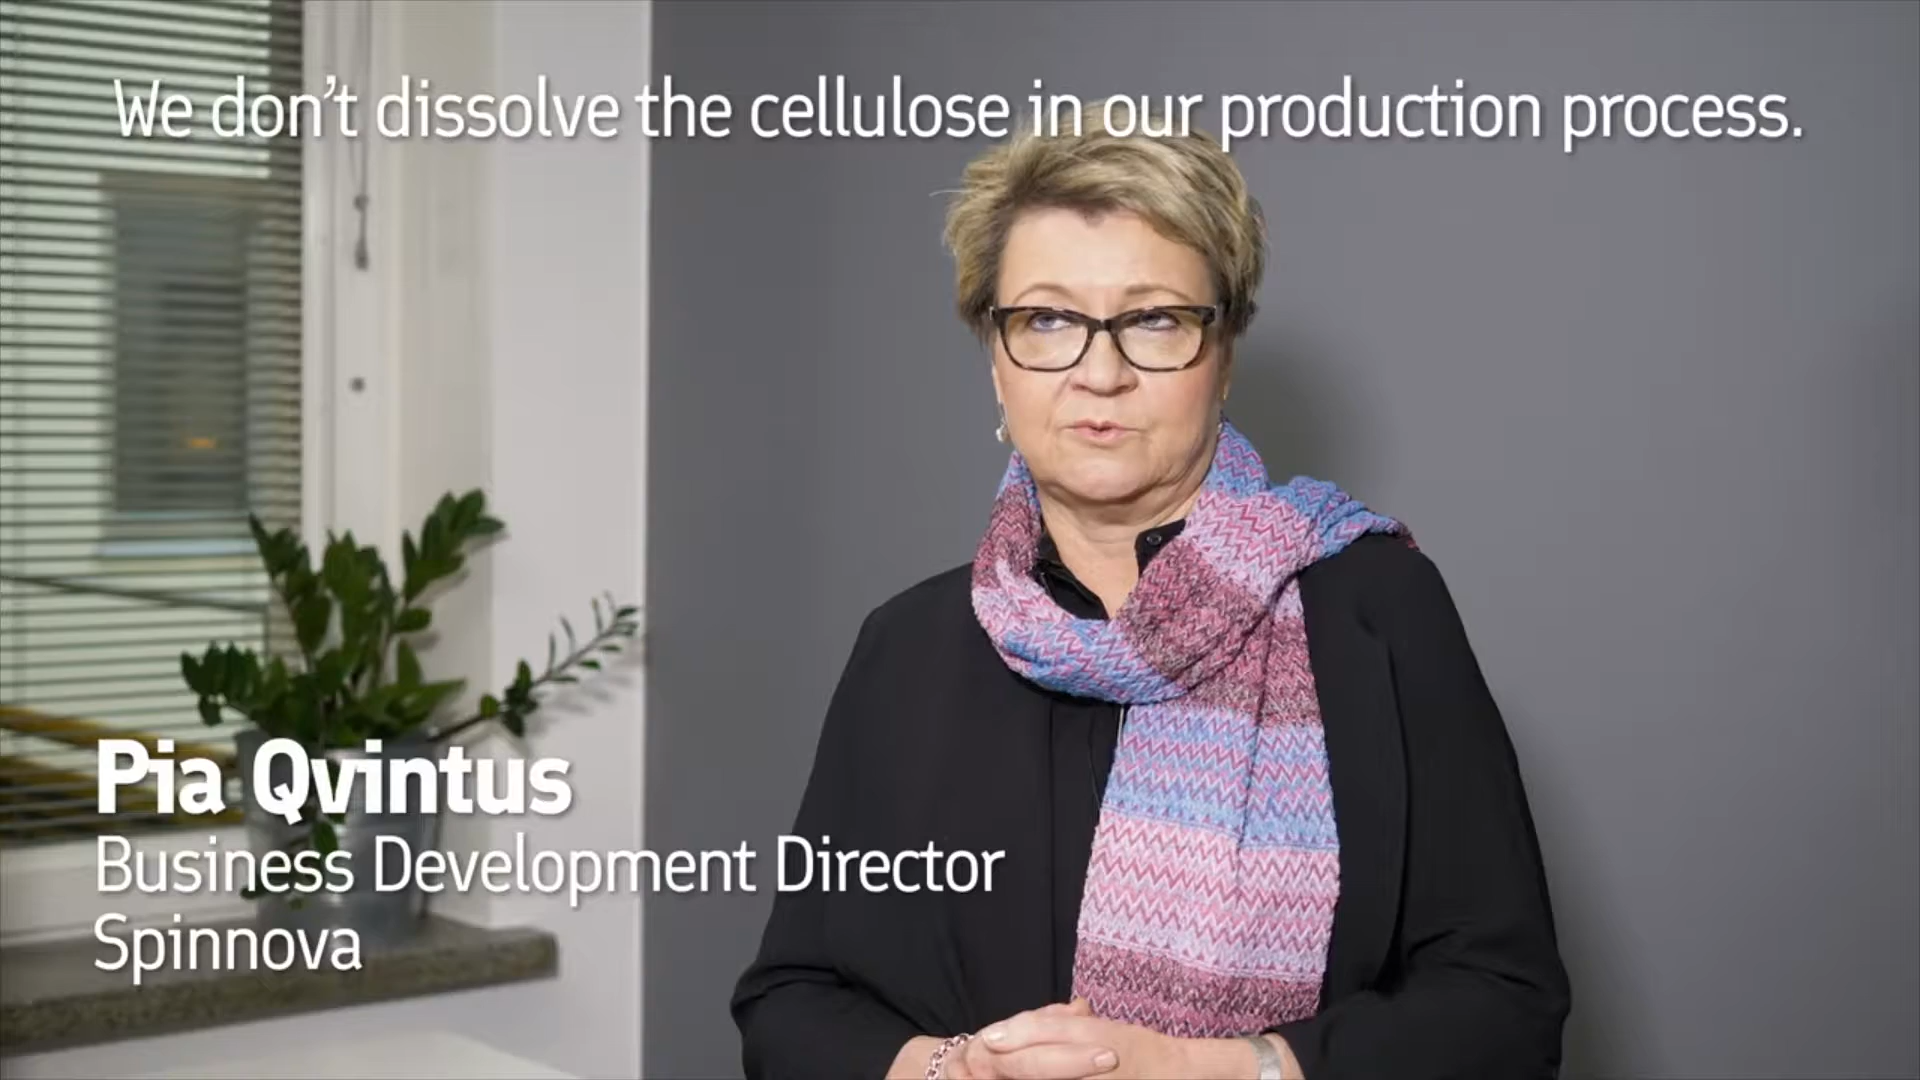 We don't dissolve the cellulose in our production process.
Pia Qvintus
Business Development Director
Spinnova